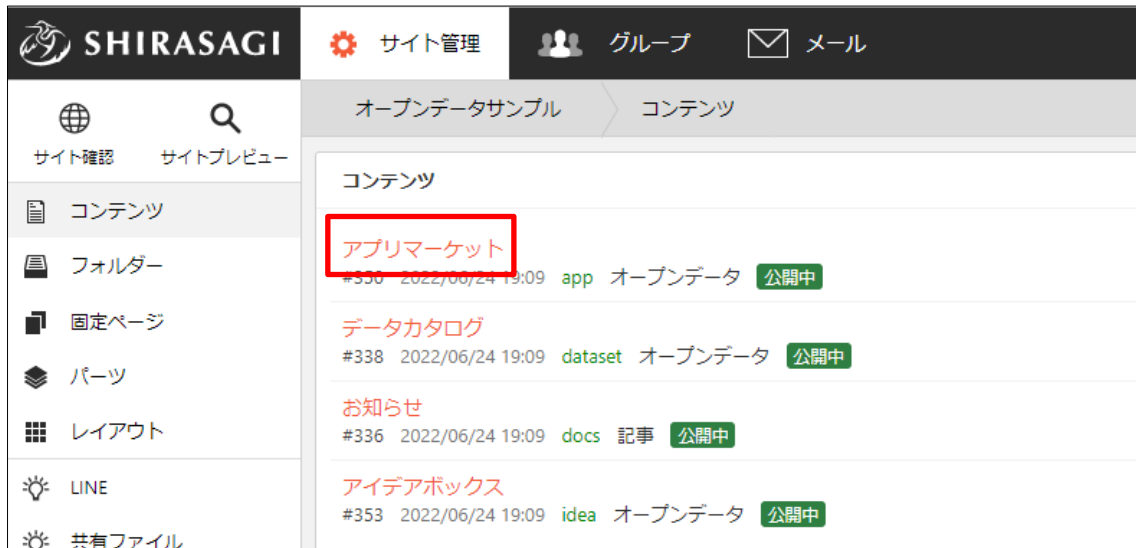 SHIRASAGI サイト管理 グループ メール
サイト確認 サイトプレビュー
オープンデータサンプル コンテンツ
コンテンツ
フォルダー
固定ページ
パーツ
レイアウト
LINE
共有ファイル
コンテンツ
アプリマーケット
#350 2022/06/24 19:09 app オープンデータ 公開中
データカタログ
#338 2022/06/24 19:09 dataset オープンデータ 公開中
お知らせ
#336 2022/06/24 19:09 docs 記事 公開中
アイデアボックス
#353 2022/06/24 19:09 idea オープンデータ 公開中